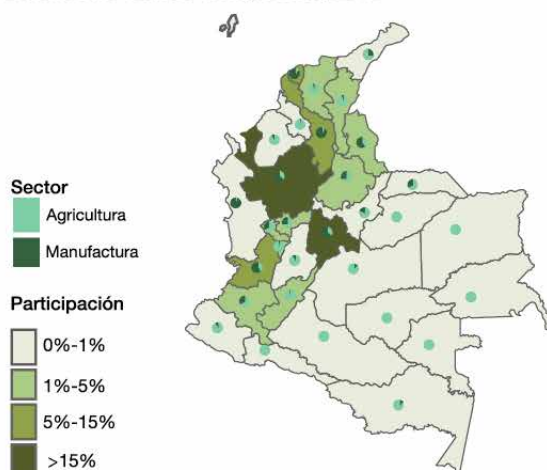 Sector
Agricultura
Manufactura
Participación
0%-1%
1%-5%
5%-15%
>15%